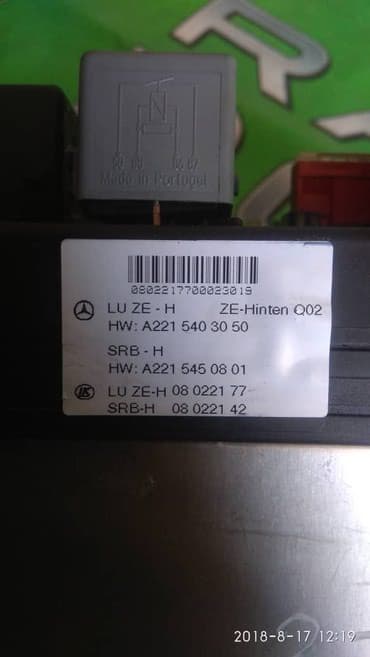 Made in Portugal
0802217700023019
LU ZE - H ZE-Hinten Q02
HW: A221 540 30 50
SRB - H
HW: A221 545 08 01
LU ZE-H 08 0221 77
SRB-H 08 0221 42
2018-8-17 12:19